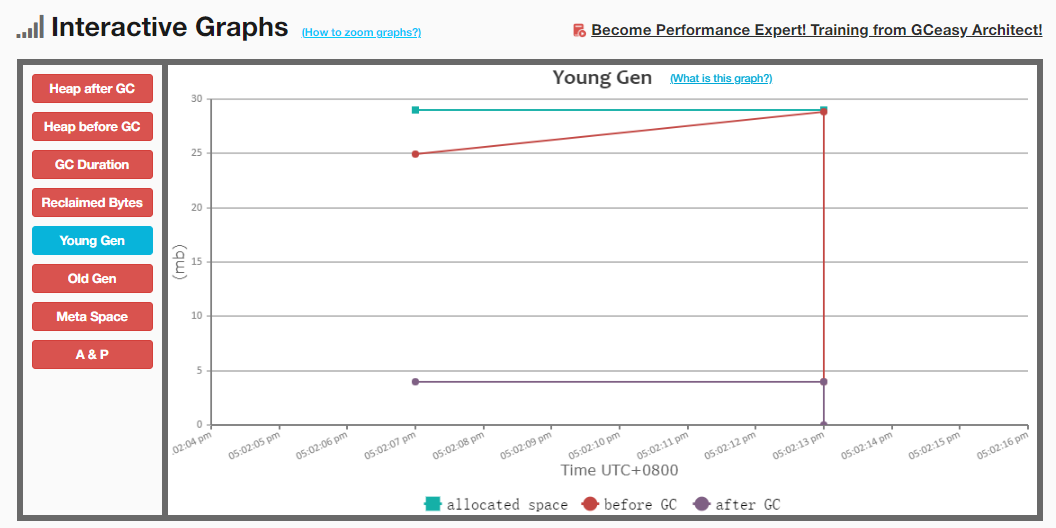 Interactive Graphs (How to zoom graphs?)
Become Performance Expert! Training from GCeasy Architect!
Heap after GC
Heap before GC
GC Duration
Reclaimed Bytes
Young Gen
Old Gen
Meta Space
A & P
Young Gen (What is this graph?)
(mb)
30
25
20
15
10
5
0
:02:04 pm
05:02:05 pm
05:02:06 pm
05:02:07 pm
05:02:08 pm
05:02:09 pm
05:02:10 pm
05:02:11 pm
05:02:12 pm
05:02:13 pm
05:02:14 pm
05:02:15 pm
05:02:16 pm
Time UTC+0800
allocated space before GC after GC